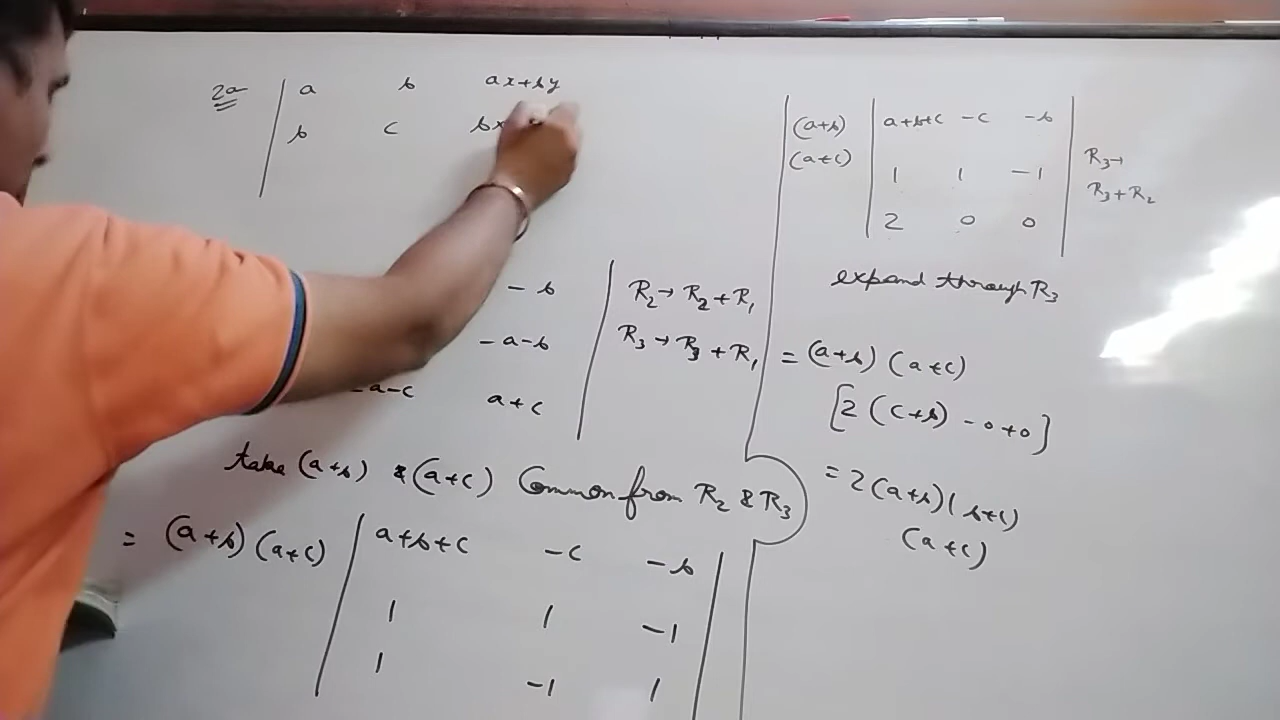 2a | a b ax+by
b c bx
- b | R₂→ R₂+R₁
- a-b R₃→ R₃+R₁
-a-c a+c
take (a+b) & (a+c) Common from R₂ & R₃
= (a+b)(a+c) | a+b+c -c -b |
1 1 -1
1 -1 1
(a+b) | a+b+c -c -b |
(a+c) 1 1 -1 R₃→
2 0 0 R₃+R₂
expand through R₃
= (a+b) (a+c)
[2 (c+b) -0+0]
= 2(a+b)(b+c)
(a+c)